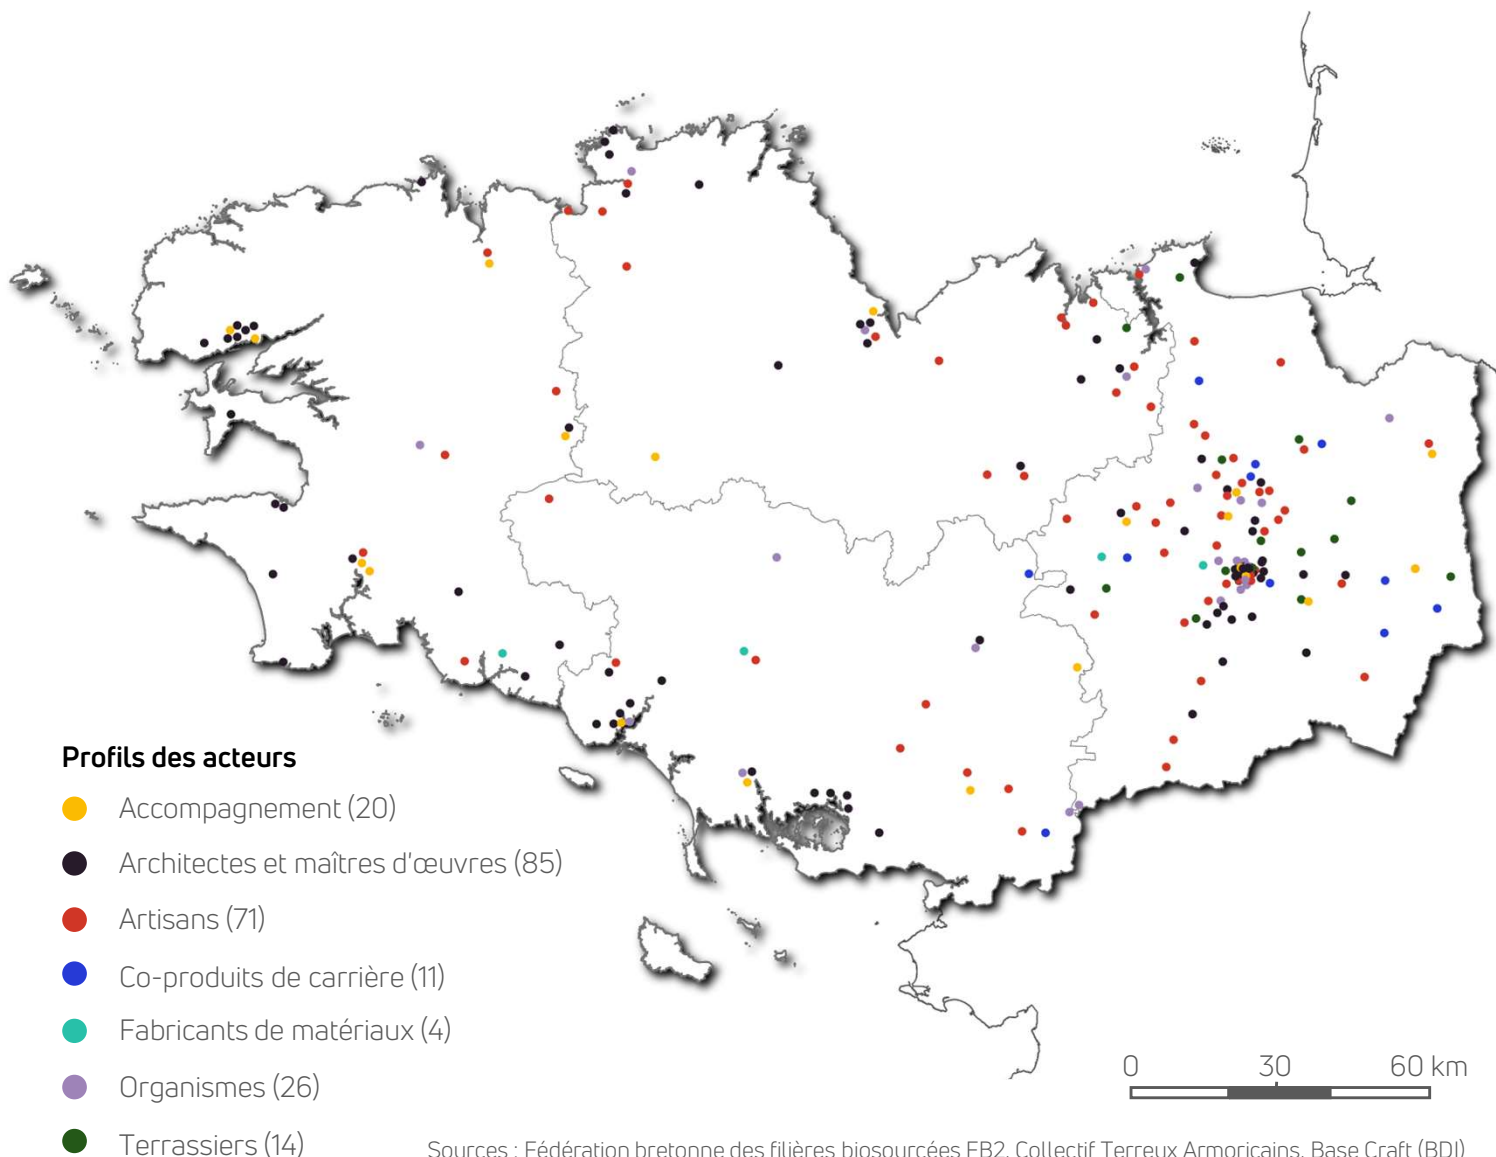 Profils des acteurs
Accompagnement (20)
Architectes et maîtres d'œuvres (85)
Artisans (71)
Co-produits de carrière (11)
Fabricants de matériaux (4)
Organismes (26)
Terrassiers (14)
0 30 60 km
Sources : Fédération bretonne des filières biosourcées FB2, Collectif Terreux Armoricains, Base Craft (BDI)